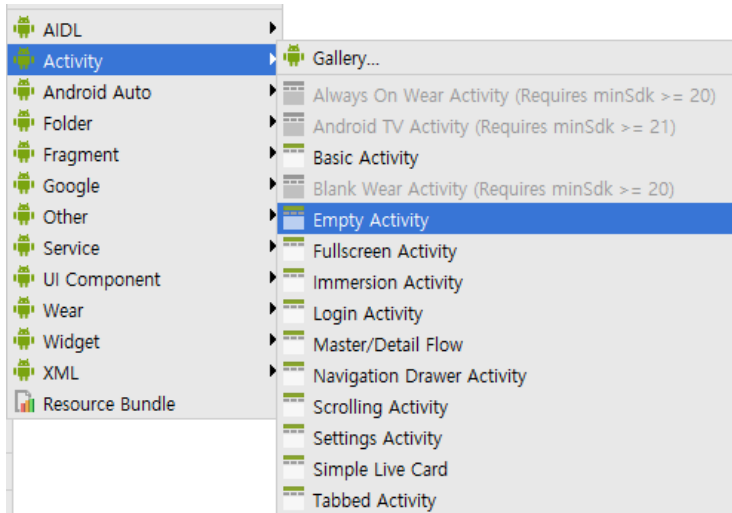 AIDL
Activity
Android Auto
Folder
Fragment
Google
Other
Service
UI Component
Wear
Widget
XML
Resource Bundle
Gallery...
Always On Wear Activity (Requires minSdk >= 20)
Android TV Activity (Requires minSdk >= 21)
Basic Activity
Blank Wear Activity (Requires minSdk >= 20)
Empty Activity
Fullscreen Activity
Immersion Activity
Login Activity
Master/Detail Flow
Navigation Drawer Activity
Scrolling Activity
Settings Activity
Simple Live Card
Tabbed Activity